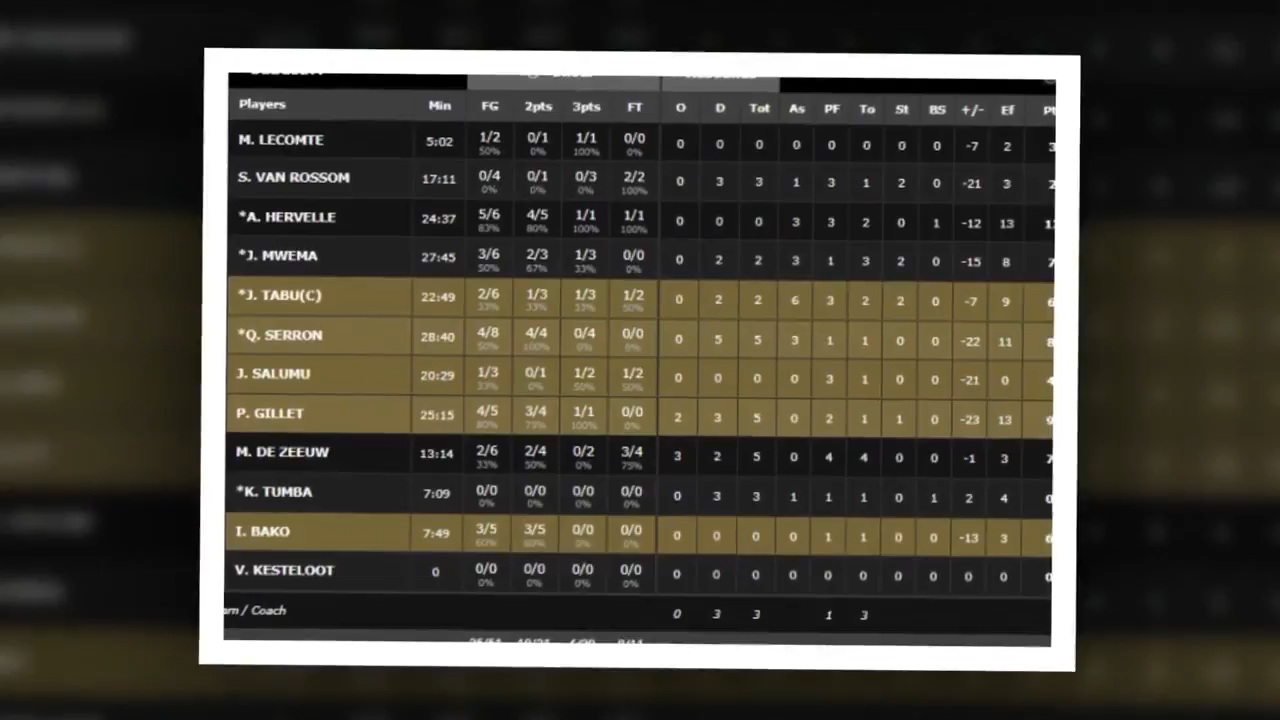 Players Min FG 2pts 3pts FT O D Tot As PF To St BS +/- Ef
M. LECOMTE 5:02 1/2 0/1 1/1 0/0 0 0 0 0 0 0 0 0 -7 2
50% 0% 100% 0%
S. VAN ROSSOM 17:11 0/4 0/1 0/3 2/2 0 3 3 1 3 1 2 0 -21 3
0% 0% 0% 100%
*A. HERVELLE 24:37 5/6 4/5 1/1 1/1 0 0 0 3 3 2 0 1 -12 13
83% 80% 100% 100%
*J. MWEMA 27:45 3/6 2/3 1/3 0/0 0 2 2 3 1 3 2 0 -15 8
50% 67% 33% 0%
*J. TABU(C) 22:49 2/6 1/3 1/3 1/2 0 2 2 6 3 2 2 0 -7 9
33% 33% 33% 50%
*Q. SERRON 28:40 4/8 4/4 0/4 0/0 0 5 5 3 1 1 0 0 -22 11
50% 100% 0% 0%
J. SALUMU 20:29 1/3 0/1 1/2 1/2 0 0 0 0 3 1 0 0 -21 0
33% 0% 50% 50%
P. GILLET 25:15 4/5 3/4 1/1 0/0 2 3 5 0 2 1 1 0 -23 13
80% 75% 100% 0%
M. DE ZEEUW 13:14 2/6 2/4 0/2 3/4 3 2 5 0 4 4 0 0 -1 3
33% 50% 0% 75%
*K. TUMBA 7:09 0/0 0/0 0/0 0/0 0 3 3 1 1 1 0 1 2 4
0% 0% 0% 0%
I. BAKO 7:49 3/5 3/5 0/0 0/0 0 0 0 0 1 1 0 0 -13 3
60% 60% 0% 0%
V. KESTELOOT 0 0/0 0/0 0/0 0/0 0 0 0 0 0 0 0 0 0 0
0% 0% 0% 0%
/ Coach 0 3 3 1 3